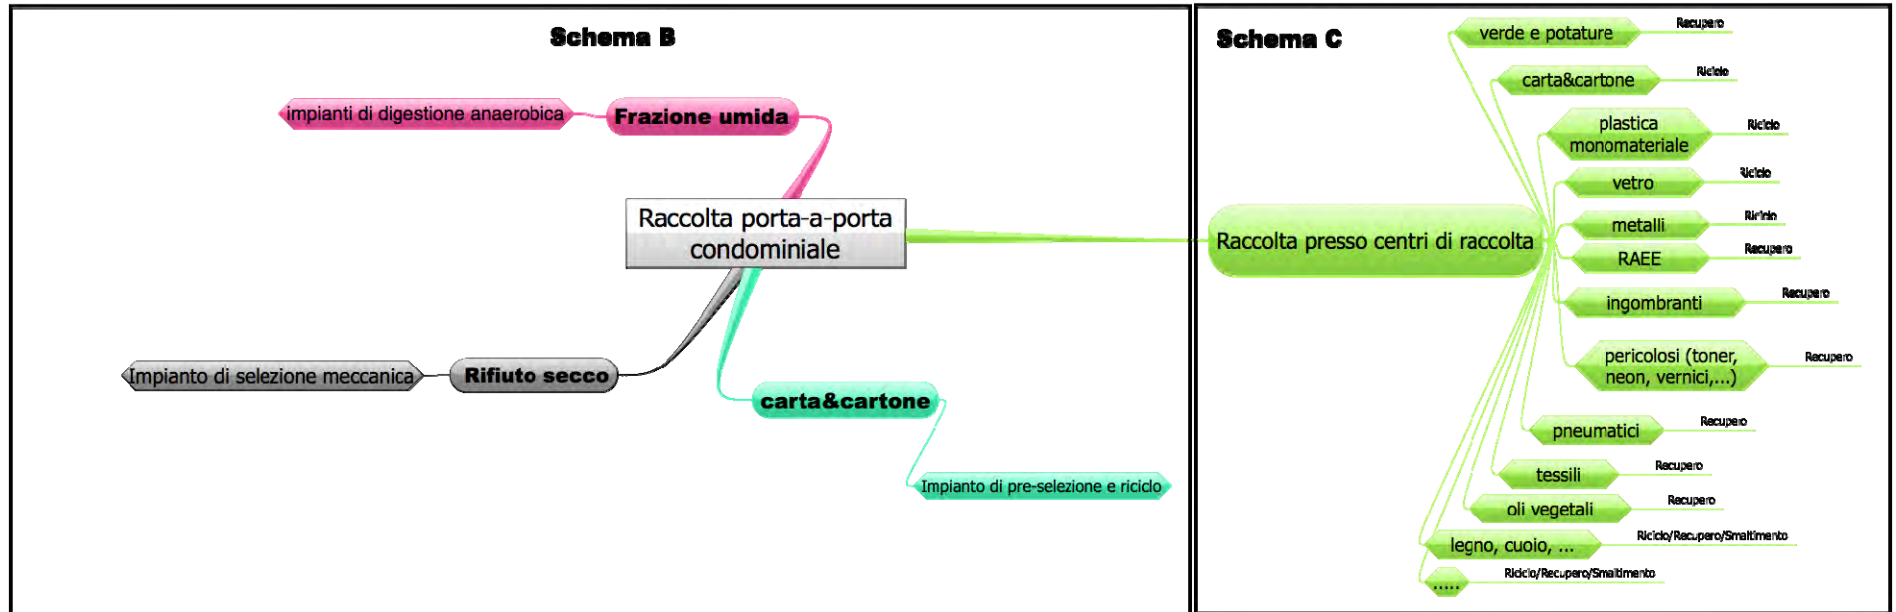 Schema B
impianti di digestione anaerobica
Frazione umida
Raccolta porta-a-porta
condominiale
Impianto di selezione meccanica
Rifiuto secco
carta&cartone
Impianto di pre-selezione e riciclo
Schema C
Raccolta presso centri di raccolta
verde e potature
Recupero
carta&cartone
Riciclo
plastica
monomateriale
Riciclo
vetro
Riciclo
metalli
Riciclo
RAEE
Recupero
ingombranti
Recupero
pericolosi (toner,
neon, vernici,...)
Recupero
pneumatici
Recupero
tessili
Recupero
oli vegetali
Recupero
legno, cuoio, ...
Riciclo/Recupero/Smaltimento
.....
Riciclo/Recupero/Smaltimento